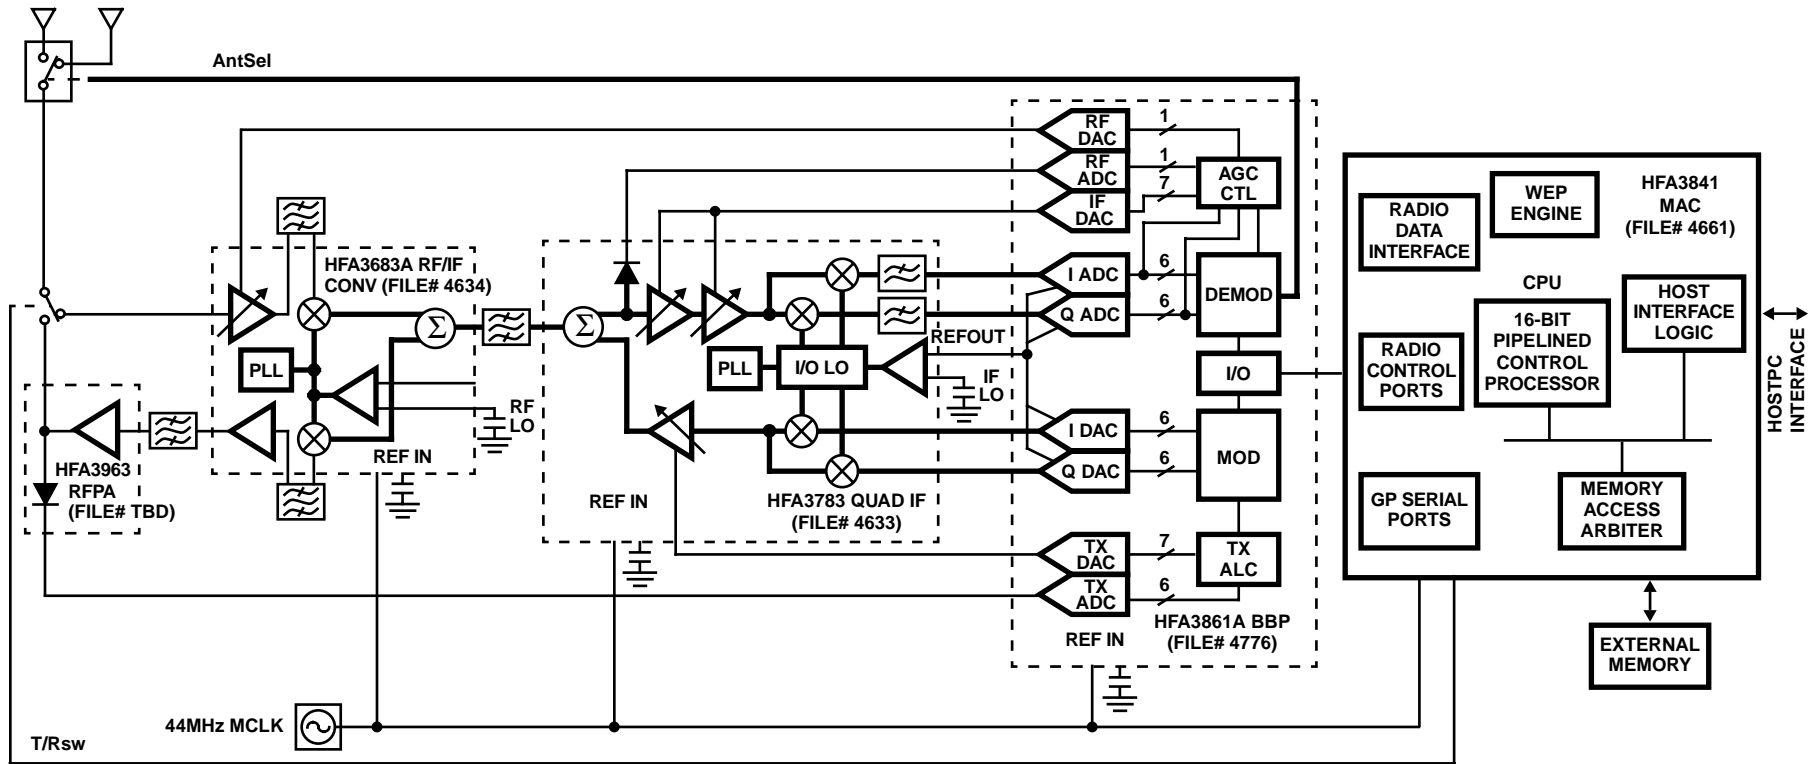 AntSel
RF
DAC
1
RF
ADC
1
IF
DAC
7
AGC
CTL
HFA3683A RF/IF
CONV (FILE# 4634)
Σ
PLL
RF
LO
REF IN
HFA3963
RFPA
(FILE# TBD)
Σ
PLL
I/O LO
REFOUT
IF
LO
REF IN
HFA3783 QUAD IF
(FILE# 4633)
I ADC
6
Q ADC
6
DEMOD
I/O
I DAC
6
Q DAC
6
MOD
TX
DAC
7
TX
ADC
6
TX
ALC
REF IN
HFA3861A BBP
(FILE# 4776)
RADIO
DATA
INTERFACE
WEP
ENGINE
HFA3841
MAC
(FILE# 4661)
CPU
16-BIT
PIPELINED
CONTROL
PROCESSOR
HOST
INTERFACE
LOGIC
RADIO
CONTROL
PORTS
GP SERIAL
PORTS
MEMORY
ACCESS
ARBITER
HOSTPC
INTERFACE
EXTERNAL
MEMORY
44MHz MCLK
T/Rsw